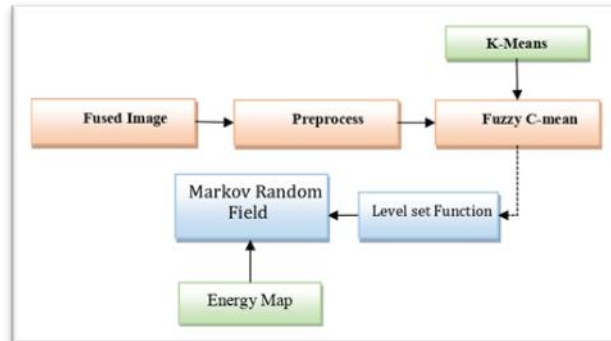 K-Means
Fused Image
Preprocess
Fuzzy C-mean
Markov Random
Field
Level set Function
Energy Map